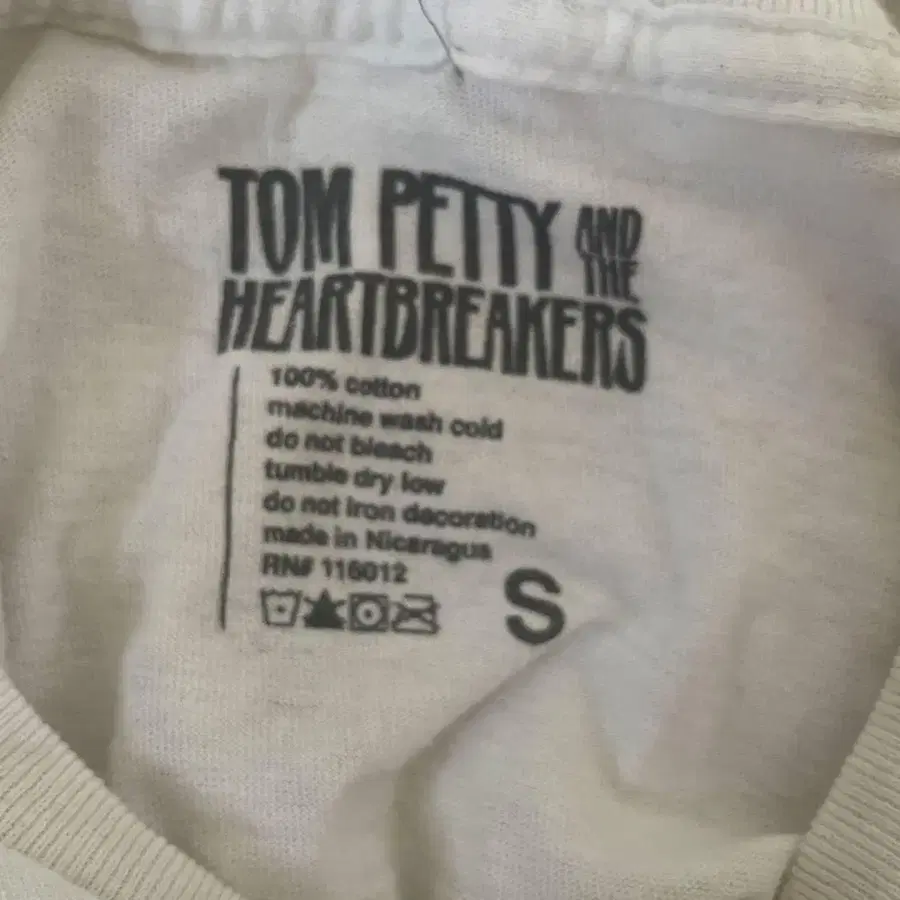 TOM PETTY AND THE
HEARTBREAKERS
100% cotton
machine wash cold
do not bleach
tumble dry low
do not iron decoration
made in Nicaragua
RN# 116012
S